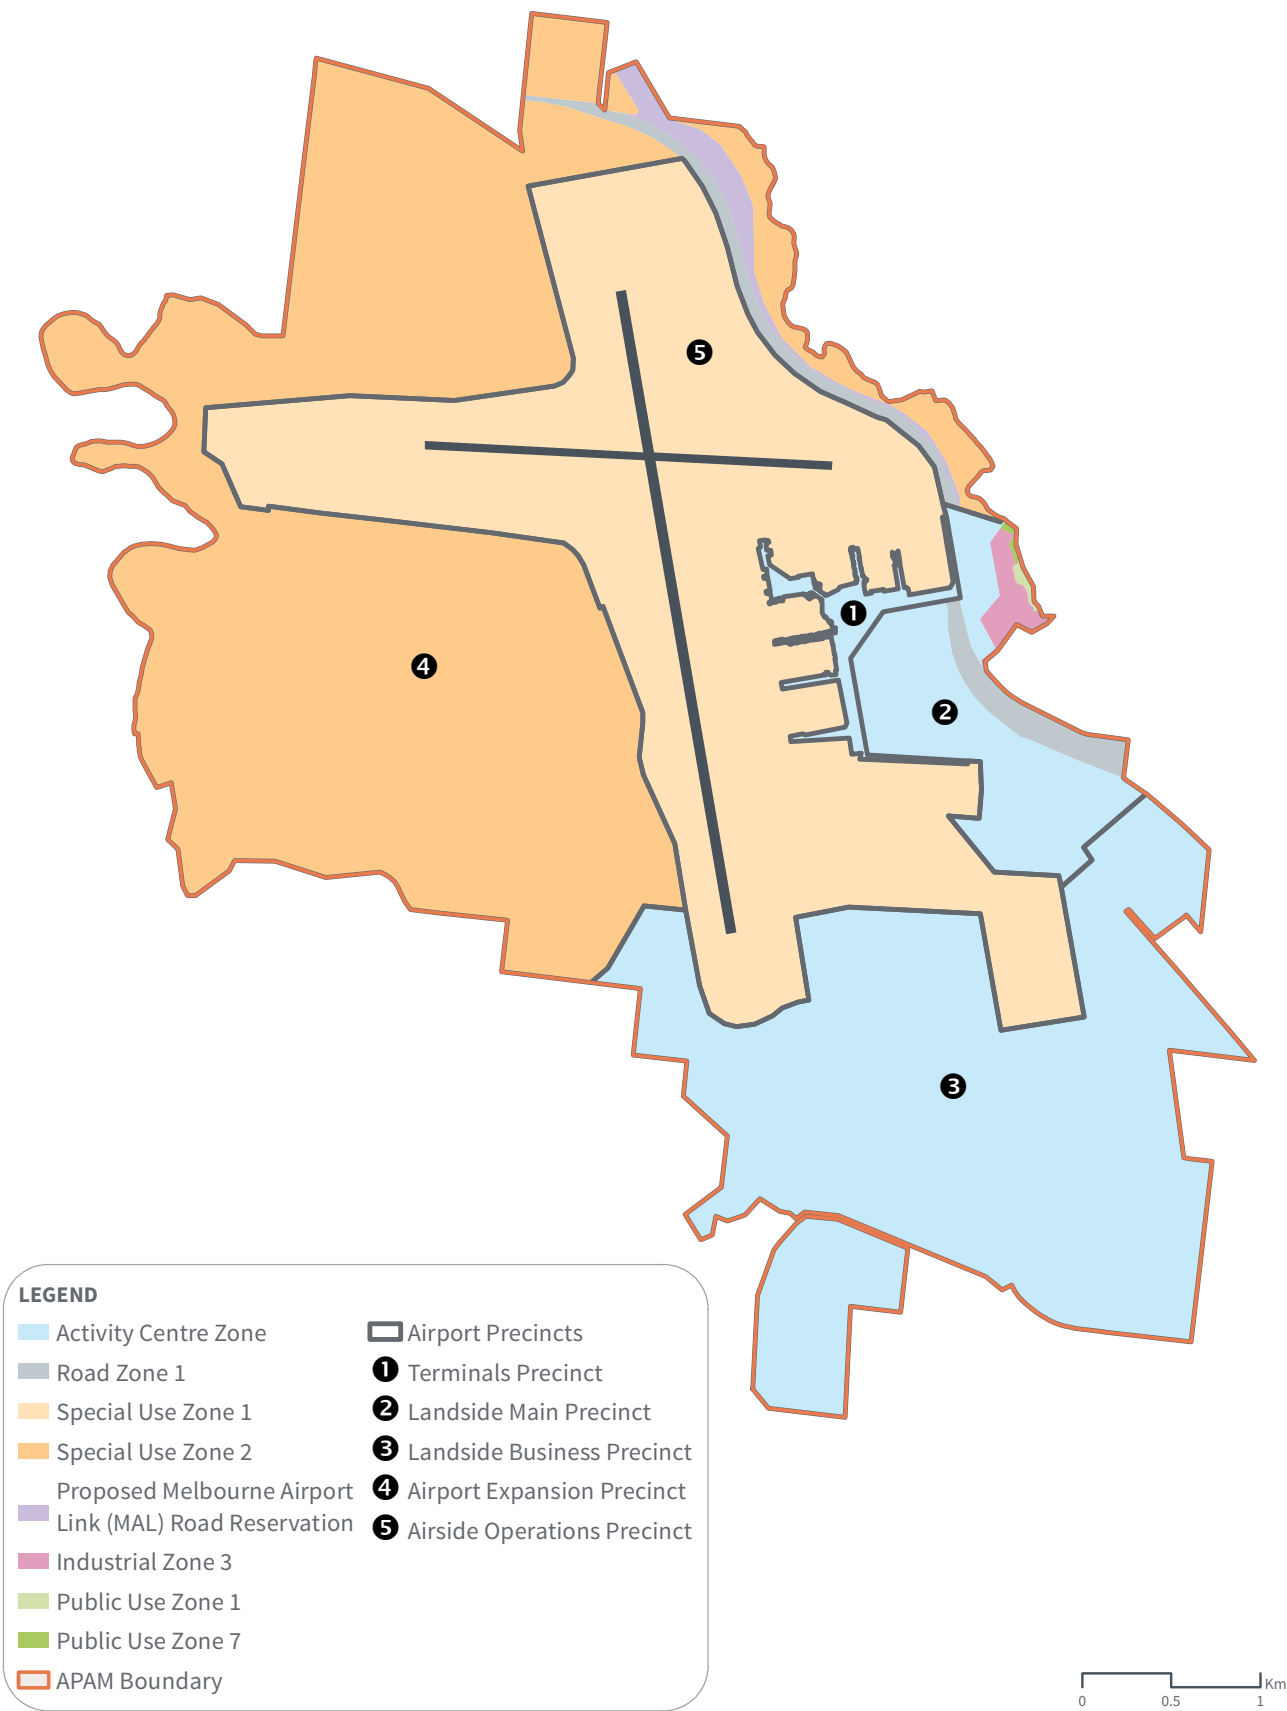 5
4
1
2
3
LEGEND
Activity Centre Zone
Road Zone 1
Special Use Zone 1
Special Use Zone 2
Proposed Melbourne Airport
Link (MAL) Road Reservation
Industrial Zone 3
Public Use Zone 1
Public Use Zone 7
APAM Boundary
Airport Precincts
1 Terminals Precinct
2 Landside Main Precinct
3 Landside Business Precinct
4 Airport Expansion Precinct
5 Airside Operations Precinct
Km
0 0.5 1